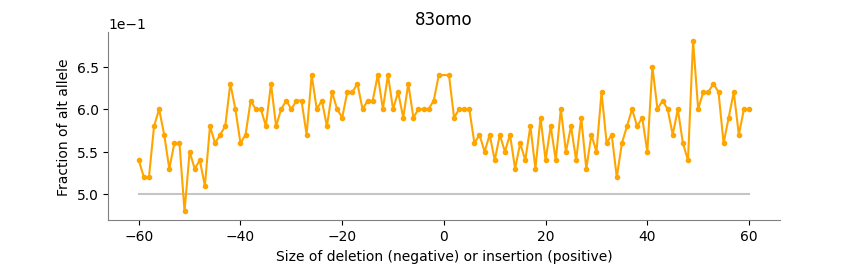 83omo
1e−1
Fraction of alt allele
6.5
6.0
5.5
5.0
−60 −40 −20 0 20 40 60
Size of deletion (negative) or insertion (positive)